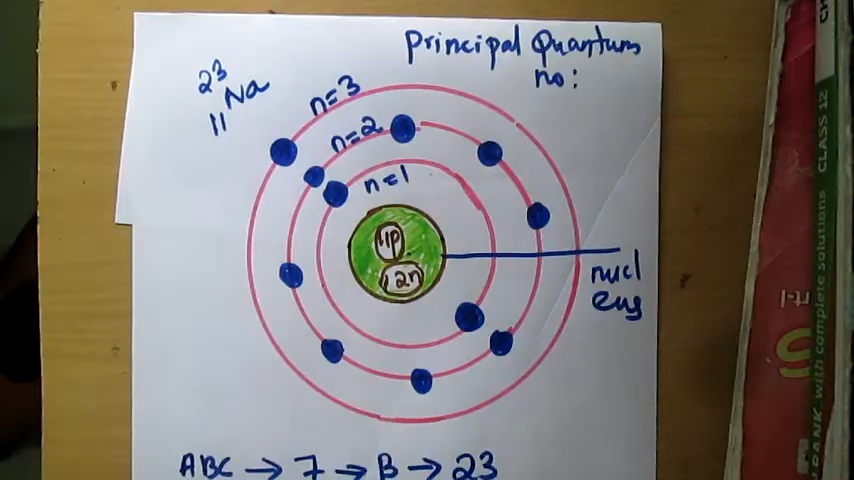 Principal Quantum
no:
23
11 Na
n=3
n=2
n=1
11p
12n
nucl
eus
ABC → 7 → B → 23
CLASS 12
RANK with complete solutions